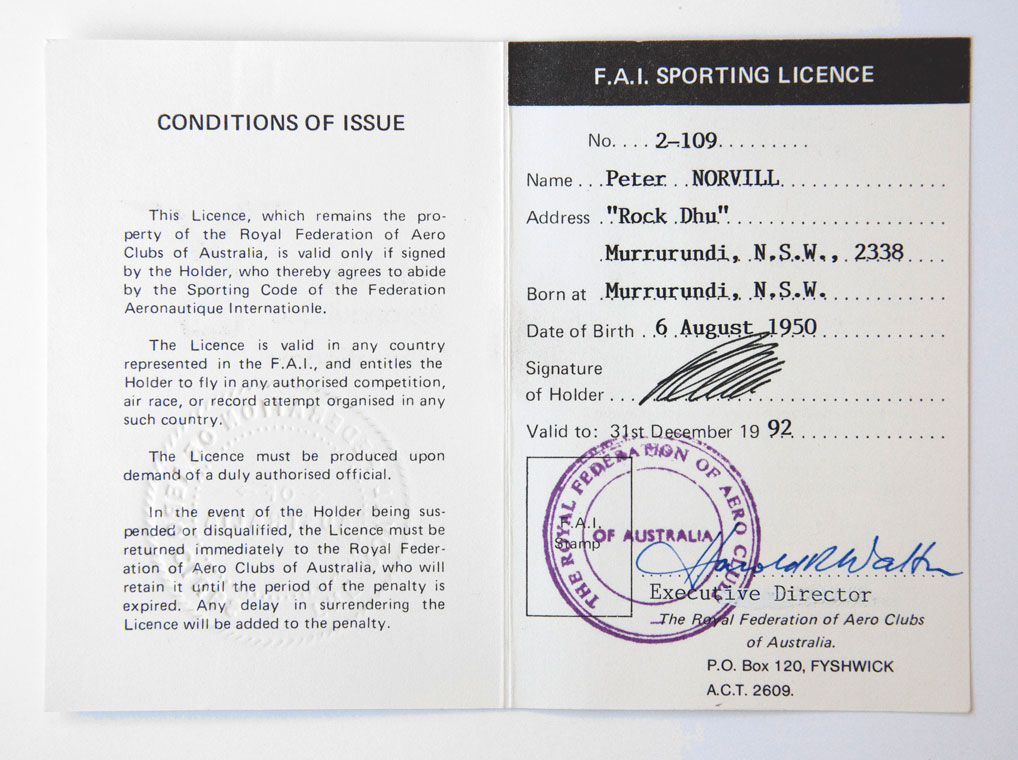 CONDITIONS OF ISSUE
This Licence, which remains the pro-
perty of the Royal Federation of Aero
Clubs of Australia, is valid only if signed
by the Holder, who thereby agrees to abide
by the Sporting Code of the Federation
Aeronautique Internationle.
The Licence is valid in any country
represented in the F.A.I., and entitles the
Holder to fly in any authorised competition,
air race, or record attempt organised in any
such country.
The Licence must be produced upon
demand of a duly authorised official.
In the event of the Holder being sus-
pended or disqualified, the Licence must be
returned immediately to the Royal Feder-
ation of Aero Clubs of Australia, who will
retain it until the period of the penalty is
expired. Any delay in surrendering the
Licence will be added to the penalty.
F.A.I. SPORTING LICENCE
No. . . . 2-109. . . . . . . . .
Name . . . Peter NORVILL. . . . . . . . . . . . . . . .
Address . "Rock Dhu". . . . . . . . . . . . . . . . . . . .
Murrurundi, N.S.W., 2338 . . . .
Born at . Murrurundi, N.S.W. . . . . . . . . . . .
Date of Birth . . 6 August 1950 . . . . . . . . . . .
Signature
of Holder . . .
Valid to: 31st December 19 92. . . . . . . . . . . . .
F.A.I.
Stamp
THE ROYAL FEDERATION OF AERO CLUBS
OF AUSTRALIA
Harold R Walton
Executive Director
The Royal Federation of Aero Clubs
of Australia.
P.O. Box 120, FYSHWICK
A.C.T. 2609.